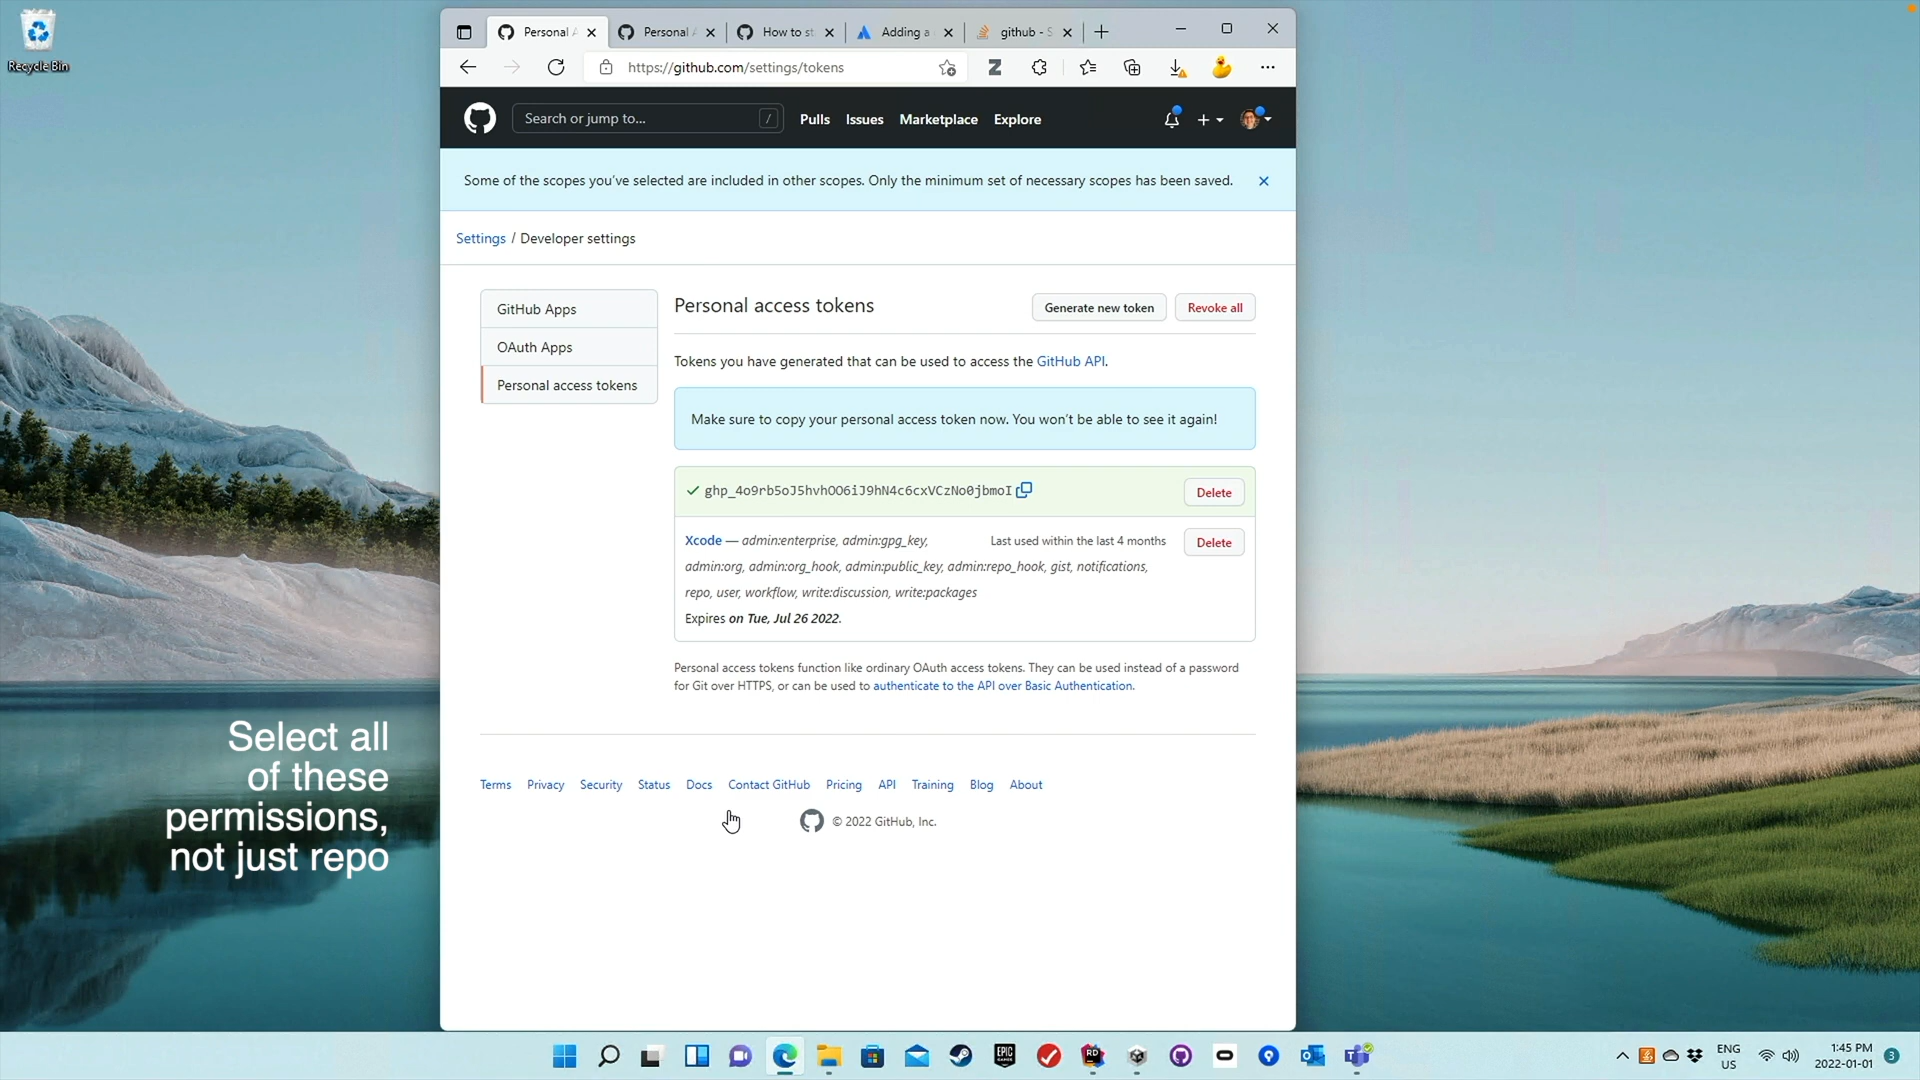 Recycle Bin
Personal A
Personal A
How to st
Adding a
github - S
https://github.com/settings/tokens
Search or jump to...
/
Pulls
Issues
Marketplace
Explore
Some of the scopes you've selected are included in other scopes. Only the minimum set of necessary scopes has been saved.
Settings / Developer settings
GitHub Apps
OAuth Apps
Personal access tokens
Personal access tokens
Generate new token
Revoke all
Tokens you have generated that can be used to access the GitHub API.
Make sure to copy your personal access token now. You won't be able to see it again!
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
Delete
Xcode — admin:enterprise, admin:gpg_key,
Last used within the last 4 months
Delete
admin:org, admin:org_hook, admin:public_key, admin:repo_hook, gist, notifications,
repo, user, workflow, write:discussion, write:packages
Expires on Tue, Jul 26 2022.
Personal access tokens function like ordinary OAuth access tokens. They can be used instead of a password
for Git over HTTPS, or can be used to authenticate to the API over Basic Authentication.
Select all
of these
permissions,
not just repo
Terms
Privacy
Security
Status
Docs
Contact GitHub
Pricing
API
Training
Blog
About
© 2022 GitHub, Inc.
EPIC
GAMES
RD
ENG
US
1:45 PM
2022-01-01
3